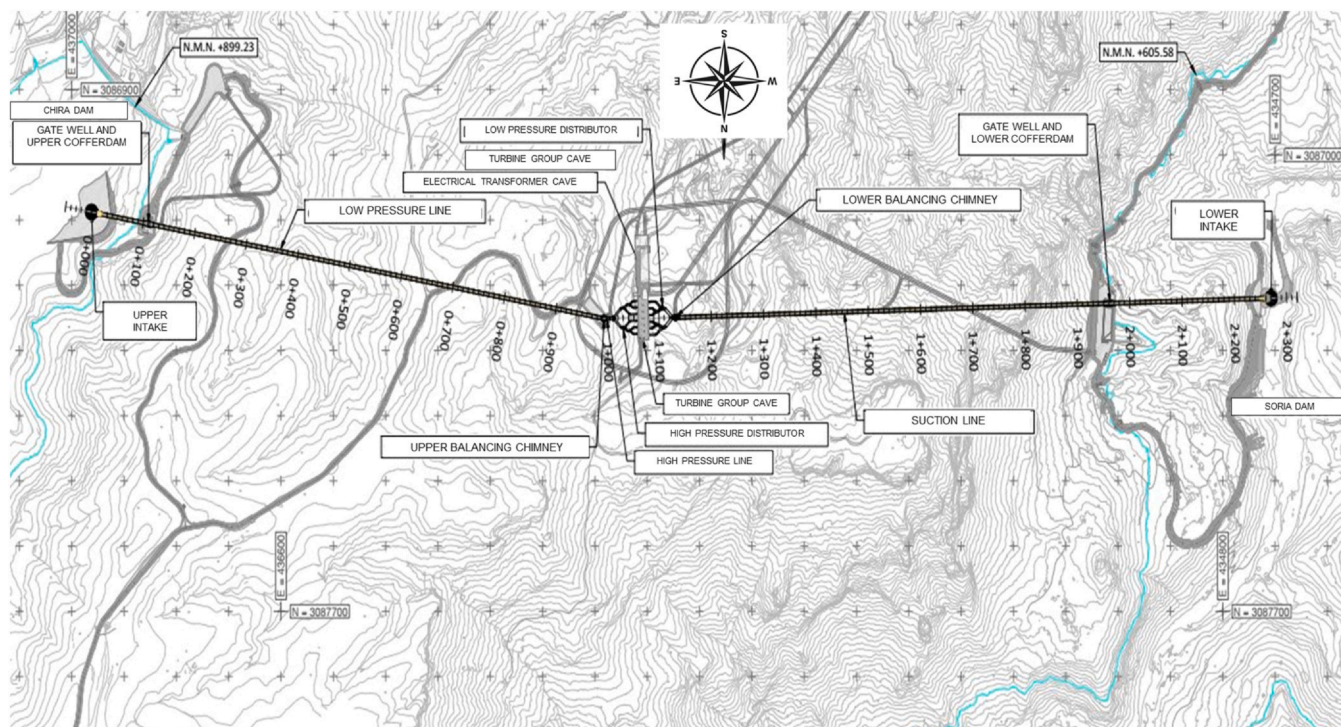 E = 437000
N.M.N. +899.23
N = 3086900
CHIRA DAM
GATE WELL AND
UPPER COFFERDAM
LOW PRESSURE LINE
UPPER
INTAKE
LOW PRESSURE DISTRIBUTOR
TURBINE GROUP CAVE
ELECTRICAL TRANSFORMER CAVE
S
E
W
N
LOWER BALANCING CHIMNEY
GATE WELL AND
LOWER COFFERDAM
N.M.N. +605.58
E = 434700
N = 3087000
LOWER
INTAKE
0+000
0+100
0+200
0+300
0+400
0+500
0+600
0+700
0+800
0+900
1+000
1+100
1+200
1+300
1+400
1+500
1+600
1+700
1+800
1+900
2+000
2+100
2+200
2+300
UPPER BALANCING CHIMNEY
TURBINE GROUP CAVE
HIGH PRESSURE DISTRIBUTOR
HIGH PRESSURE LINE
SUCTION LINE
SORIA DAM
E = 436600
N = 3087700
E = 434800
N = 3087700